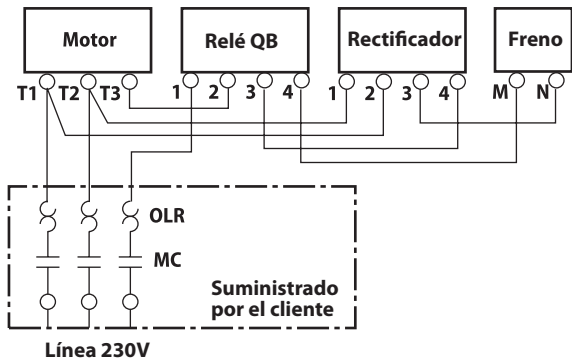 Motor
Relé QB
Rectificador
Freno
T1 T2 T3 1 2 3 4 1 2 3 4 M N
OLR
MC
Suministrado
por el cliente
Línea 230V